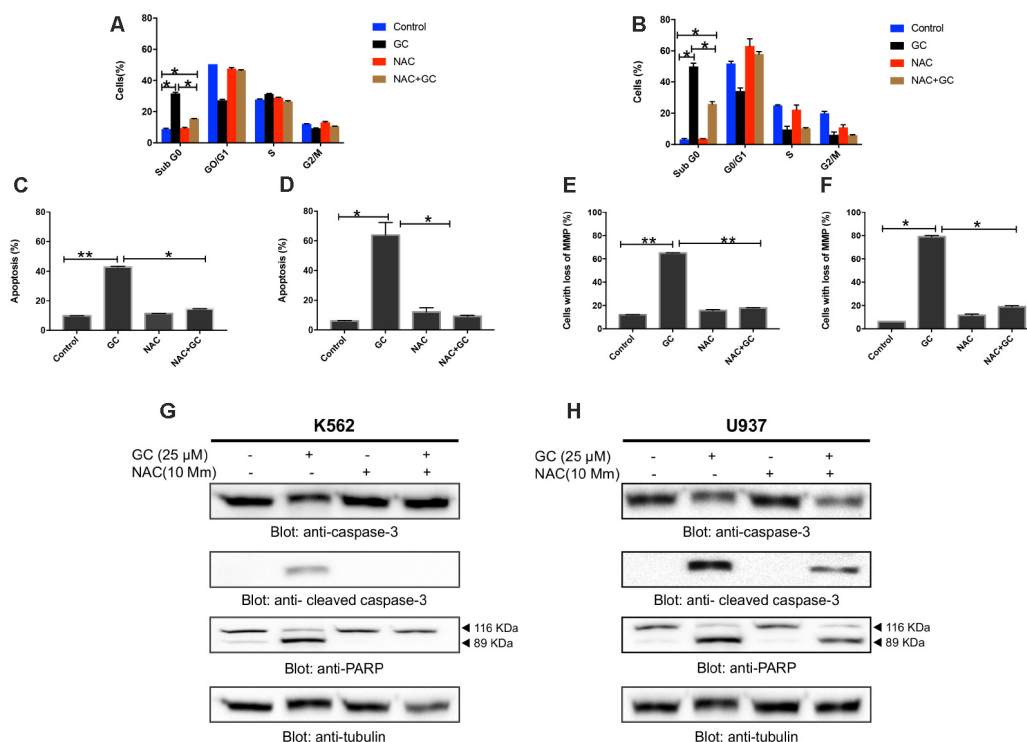 A
Control
GC
NAC
NAC+GC
Cells(%)
80
60
40
20
0
*
*
*
Sub G0
GO/G1
S
G2/M
B
Control
GC
NAC
NAC+GC
Cells (%)
80
60
40
20
0
*
*
*
Sub G0
G0/G1
S
G2/M
C
Apoptosis (%)
80
60
40
20
0
**
*
Control
GC
NAC
NAC+GC
D
Apoptosis (%)
80
60
40
20
0
*
*
Control
GC
NAC
NAC+GC
E
Cells with loss of MMP (%)
100
80
60
40
20
0
**
**
Control
GC
NAC
NAC+GC
F
Cells with loss of MMP (%)
100
80
60
40
20
0
*
*
Control
GC
NAC
NAC+GC
G
K562
GC (25 µM) - + - +
NAC(10 Mm) - - + +
Blot: anti-caspase-3
Blot: anti- cleaved caspase-3
116 KDa
89 KDa
Blot: anti-PARP
Blot: anti-tubulin
H
U937
GC (25 µM) - + - +
NAC(10 Mm) - - + +
Blot: anti-caspase-3
Blot: anti- cleaved caspase-3
116 KDa
89 KDa
Blot: anti-PARP
Blot: anti-tubulin